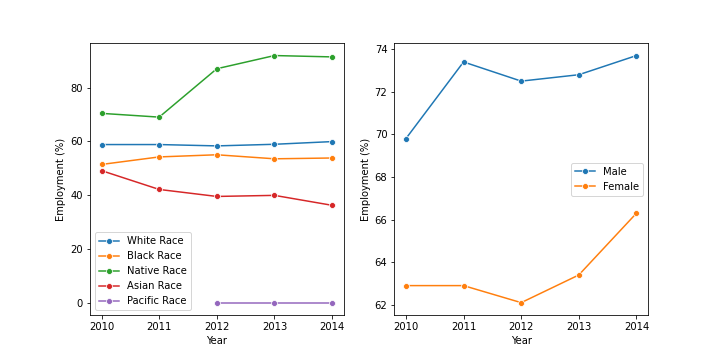 80
60
40
20
0
Employment (%)
White Race
Black Race
Native Race
Asian Race
Pacific Race
2010 2011 2012 2013 2014
Year
74
72
70
68
66
64
62
Employment (%)
Male
Female
2010 2011 2012 2013 2014
Year